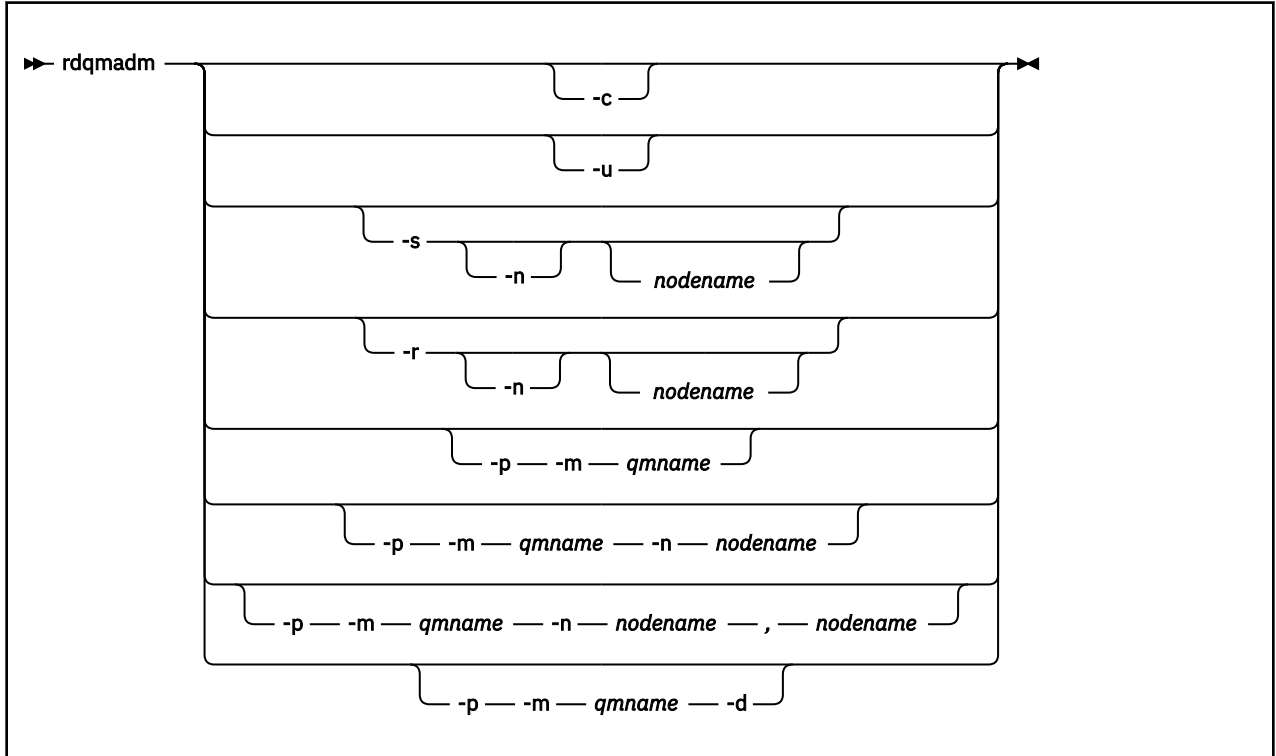 rdqmadm
-c
-u
-s
-n nodename
-r
-n nodename
-p -m qmname
-p -m qmname -n nodename
-p -m qmname -n nodename , nodename
-p -m qmname -d